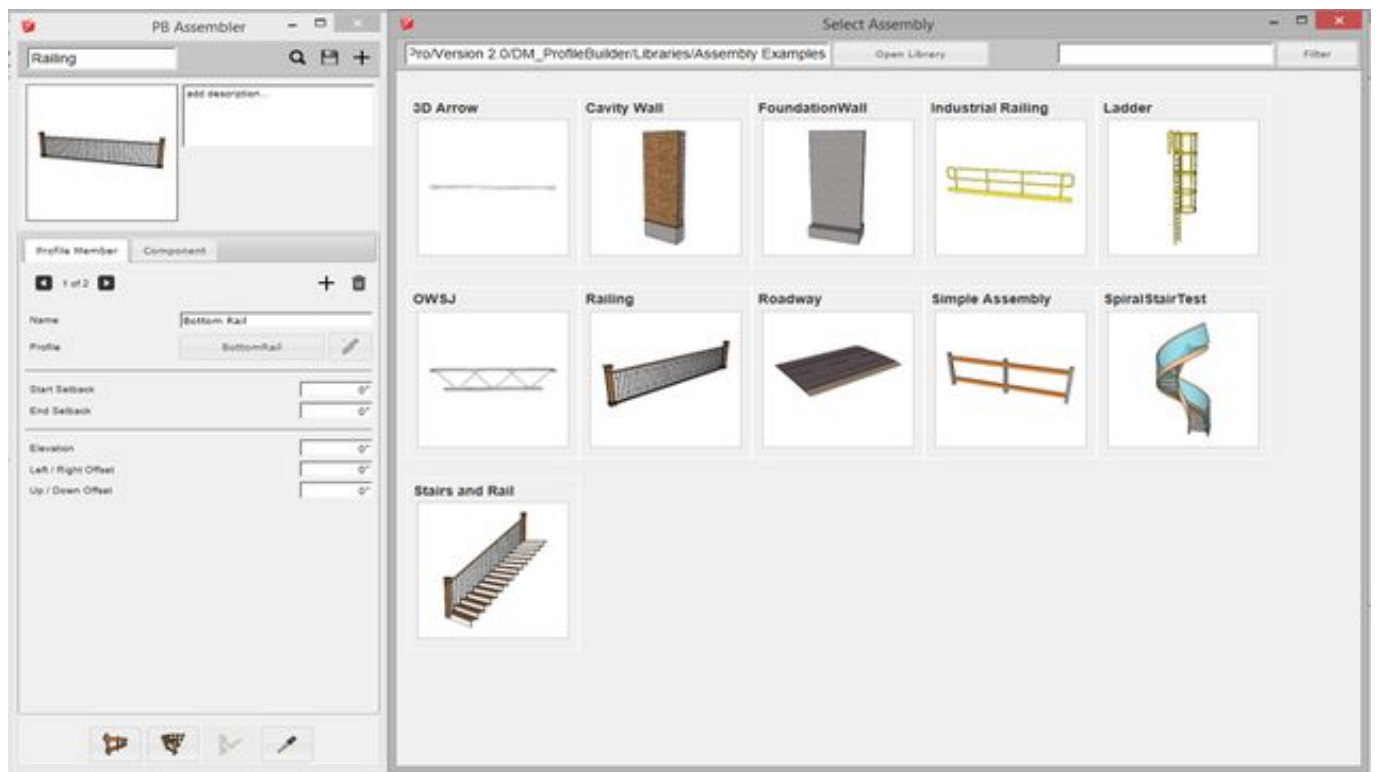 PB Assembler
Railing
add description...
Profile Member Component
1 of 2
Name Bottom Rail
Profile BottomRail
Start Setback 0"
End Setback 0"
Elevation 0"
Left / Right Offset 0"
Up / Down Offset 0"
Select Assembly
Pro/Version 2.0/DM_ProfileBuilder/Libraries/Assembly Examples Open Library Filter
3D Arrow Cavity Wall FoundationWall Industrial Railing Ladder
OWSJ Railing Roadway Simple Assembly SpiralStairTest
Stairs and Rail